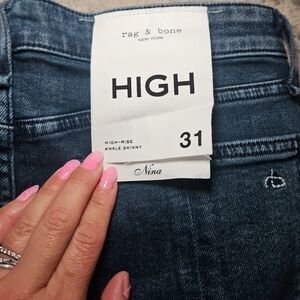 rag & bone
NEW YORK
HIGH
HIGH-RISE
ANKLE SKINNY
31
Nina